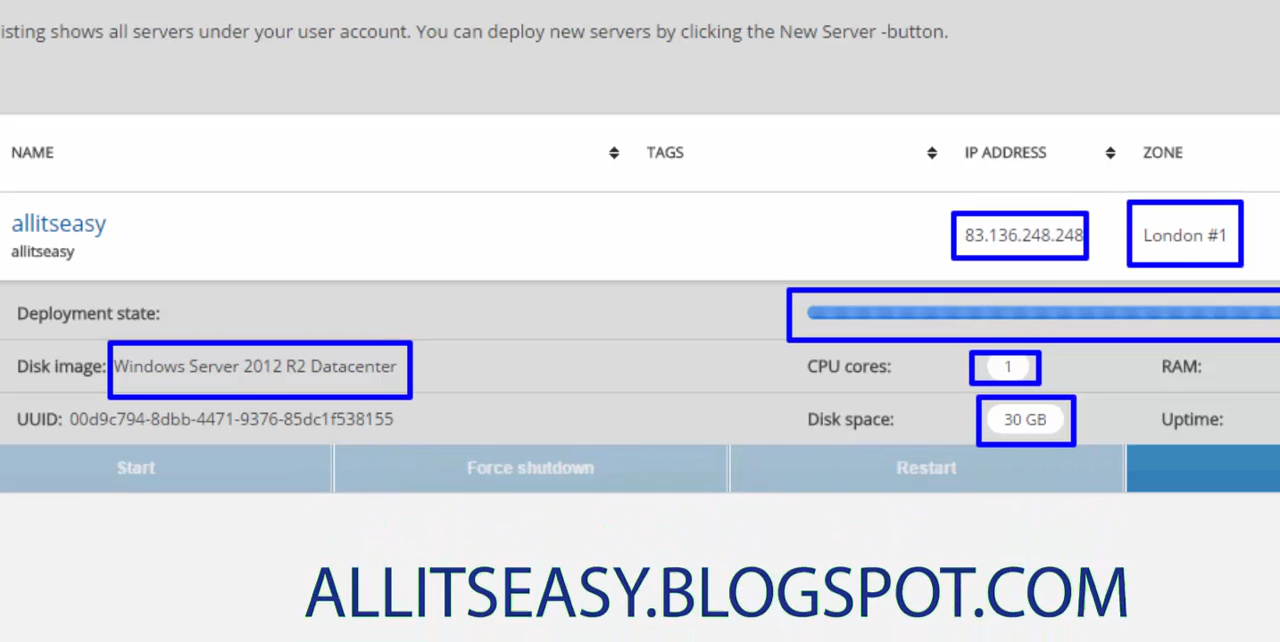 isting shows all servers under your user account. You can deploy new servers by clicking the New Server -button.
NAME TAGS IP ADDRESS ZONE
allitseasy 83.136.248.248 London #1
allitseasy
Deployment state:
Disk image: Windows Server 2012 R2 Datacenter CPU cores: 1 RAM:
UUID: 00d9c794-8dbb-4471-9376-85dc1f538155 Disk space: 30 GB Uptime:
Start Force shutdown Restart
ALLITSEASY.BLOGSPOT.COM